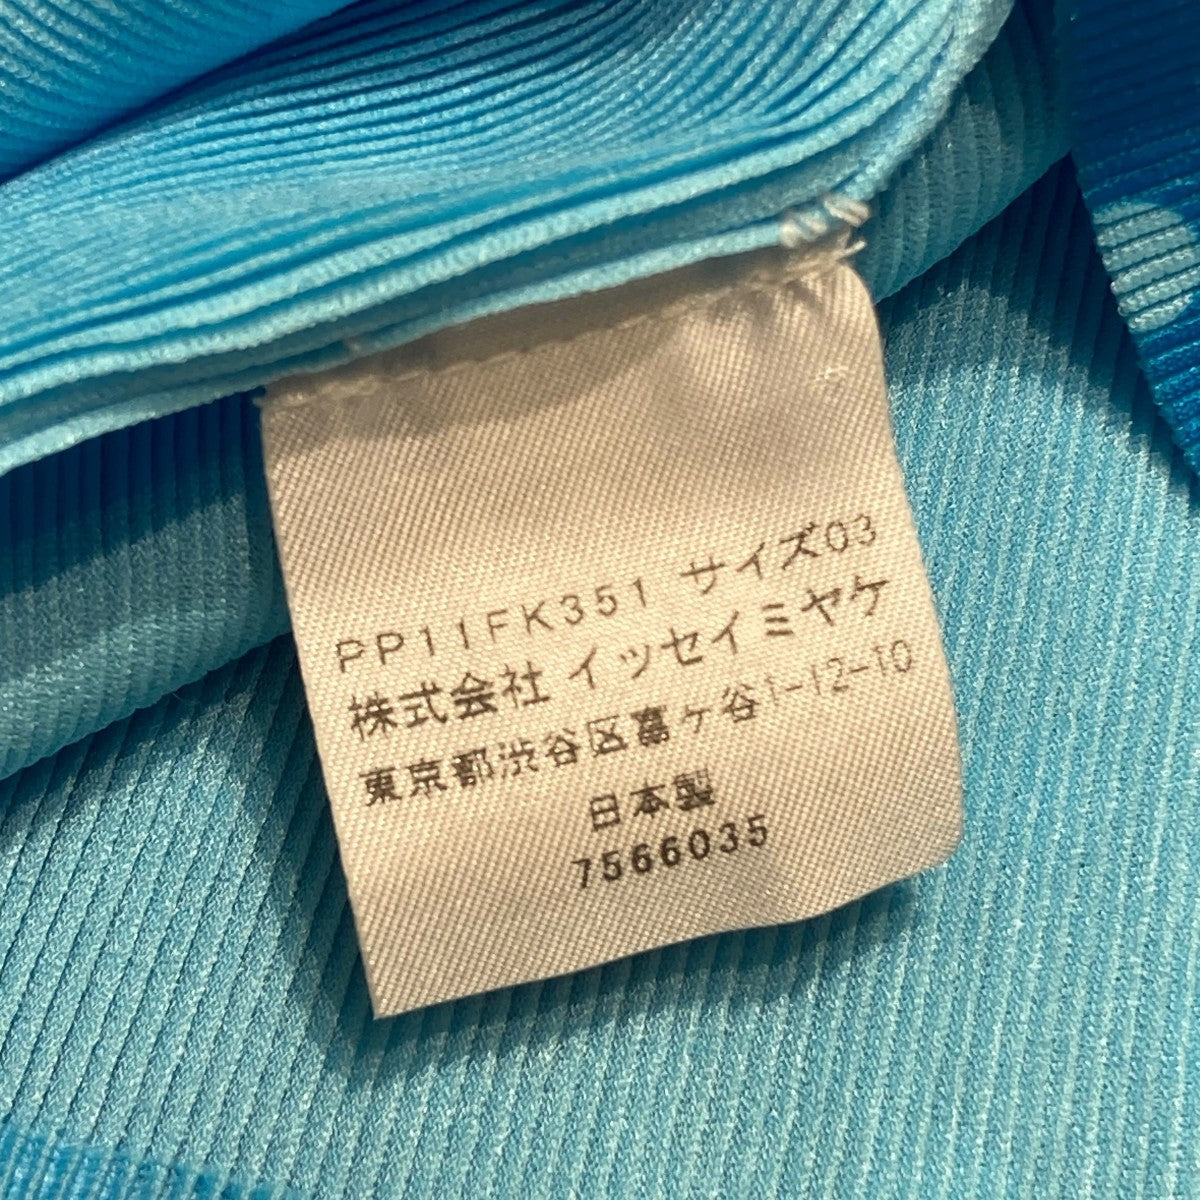 PP11FK351 サイズ03
株式会社 イッセイミヤケ
東京都渋谷区富ヶ谷1-12-10
日本製
7566035